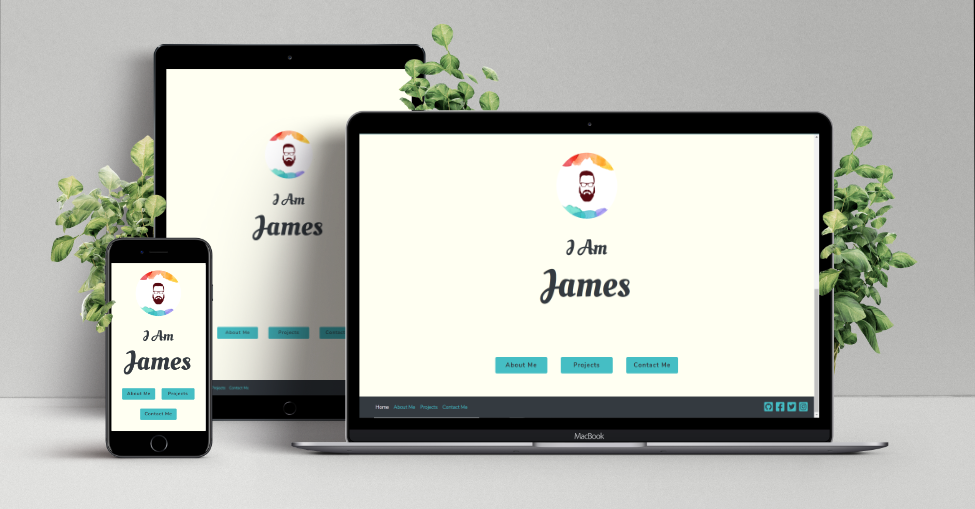 I Am
James
About Me Projects
Projects Contact Me
I Am
James
About Me Projects
Contact Me
I Am
James
About Me Projects Contact Me
Home About Me Projects Contact Me
MacBook